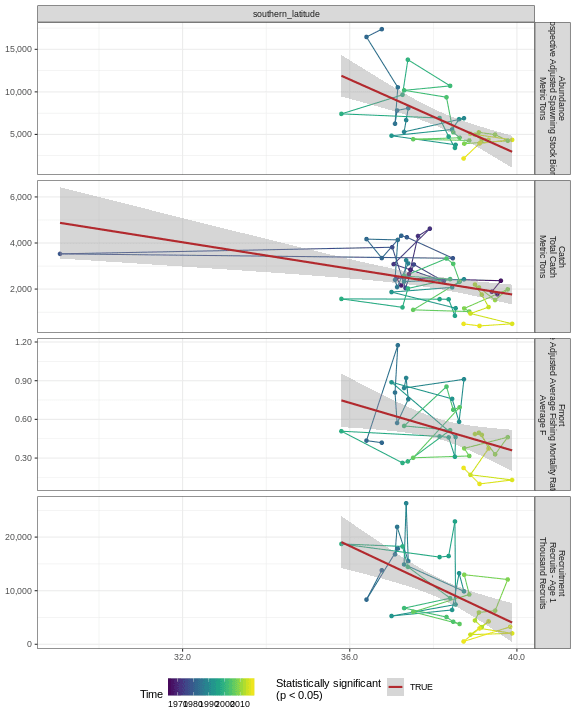 southern_latitude
15,000
10,000
5,000
Abundance
Adjusted Spawning Stock
Metric Tons
6,000
4,000
2,000
Catch
Total Catch
Metric Tons
1.20
0.90
0.60
0.30
Fmort
Adjusted Average Fishing Mortality
Average F
20,000
10,000
0
Recruitment
Recruits - Age 1
Thousand Recruits
32.0
36.0
40.0
Time
1970 1980 1990 2000 2010
Statistically significant
(p < 0.05)
TRUE